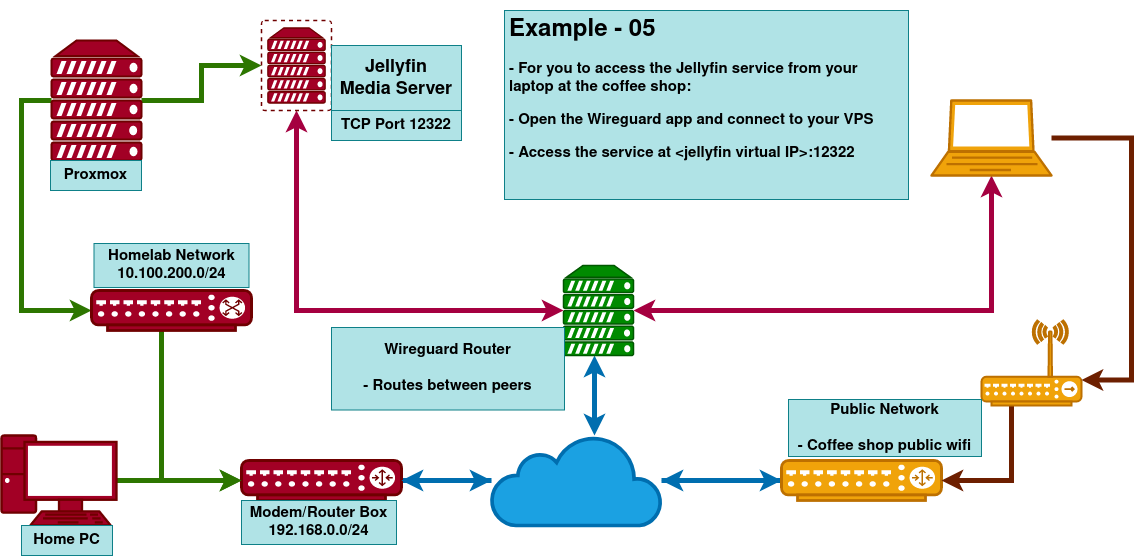 Example - 05
- For you to access the Jellyfin service from your
laptop at the coffee shop:
- Open the Wireguard app and connect to your VPS
- Access the service at <jellyfin virtual IP>:12322
Jellyfin
Media Server
TCP Port 12322
Proxmox
Homelab Network
10.100.200.0/24
Wireguard Router
- Routes between peers
Public Network
- Coffee shop public wifi
Modem/Router Box
192.168.0.0/24
Home PC